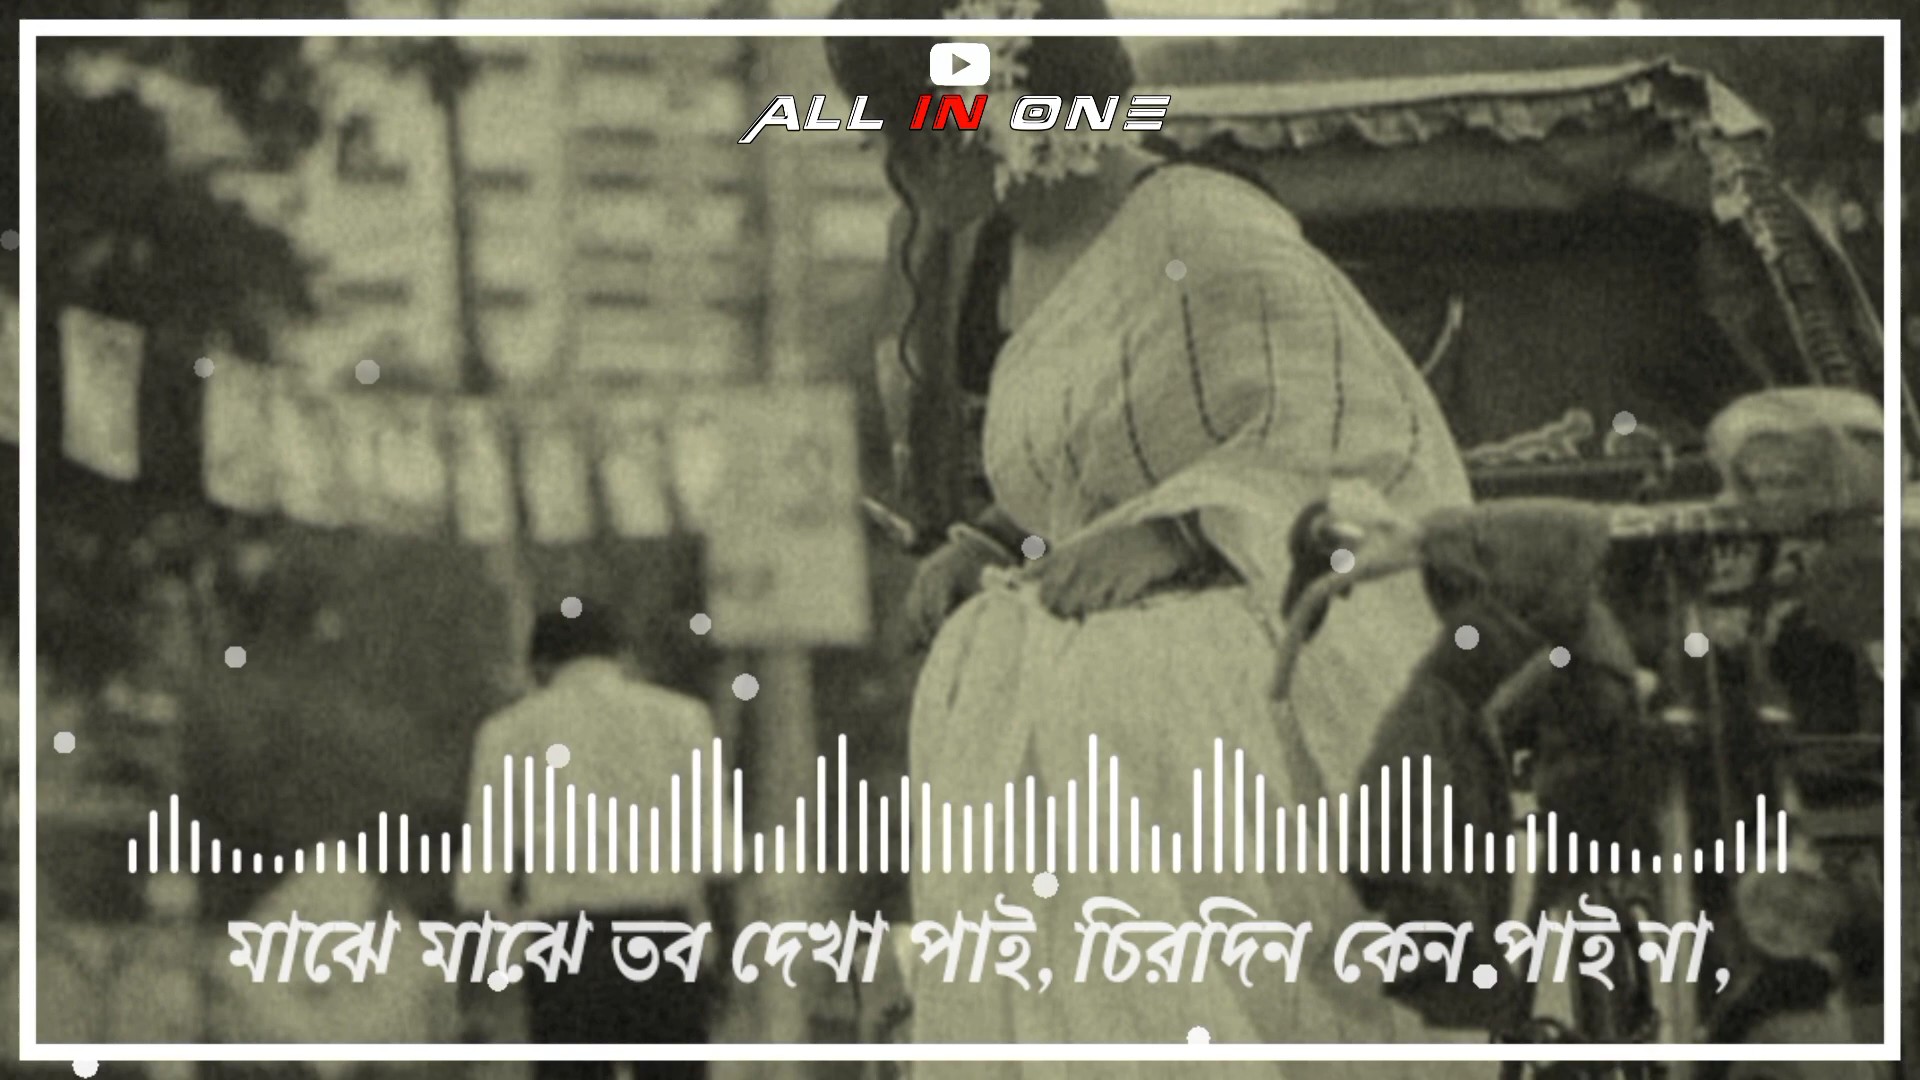 ALL IN ONE
মাঝে মাঝে তব দেখা পাই, চিরদিন কেন পাই না,